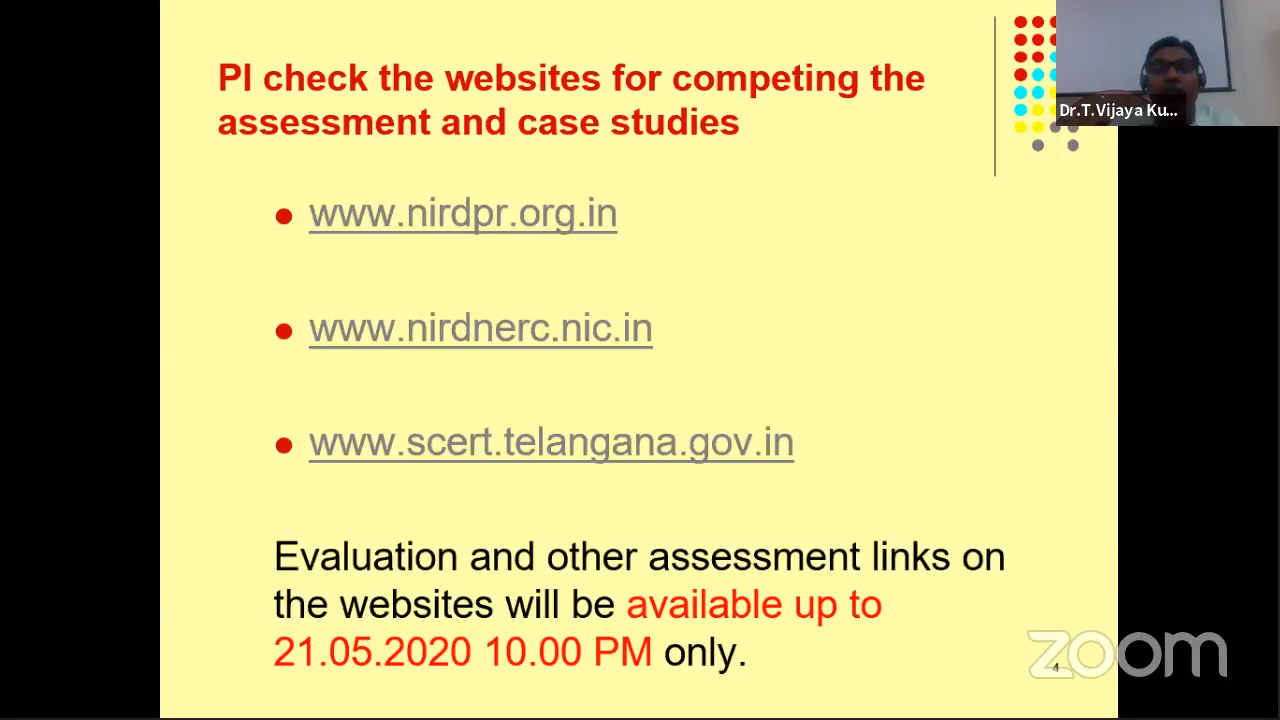 Pl check the websites for competing the
assessment and case studies
Dr.T.Vijaya Ku...
www.nirdpr.org.in
www.nirdnerc.nic.in
www.scert.telangana.gov.in
Evaluation and other assessment links on
the websites will be available up to
21.05.2020 10.00 PM only.
4
zoom